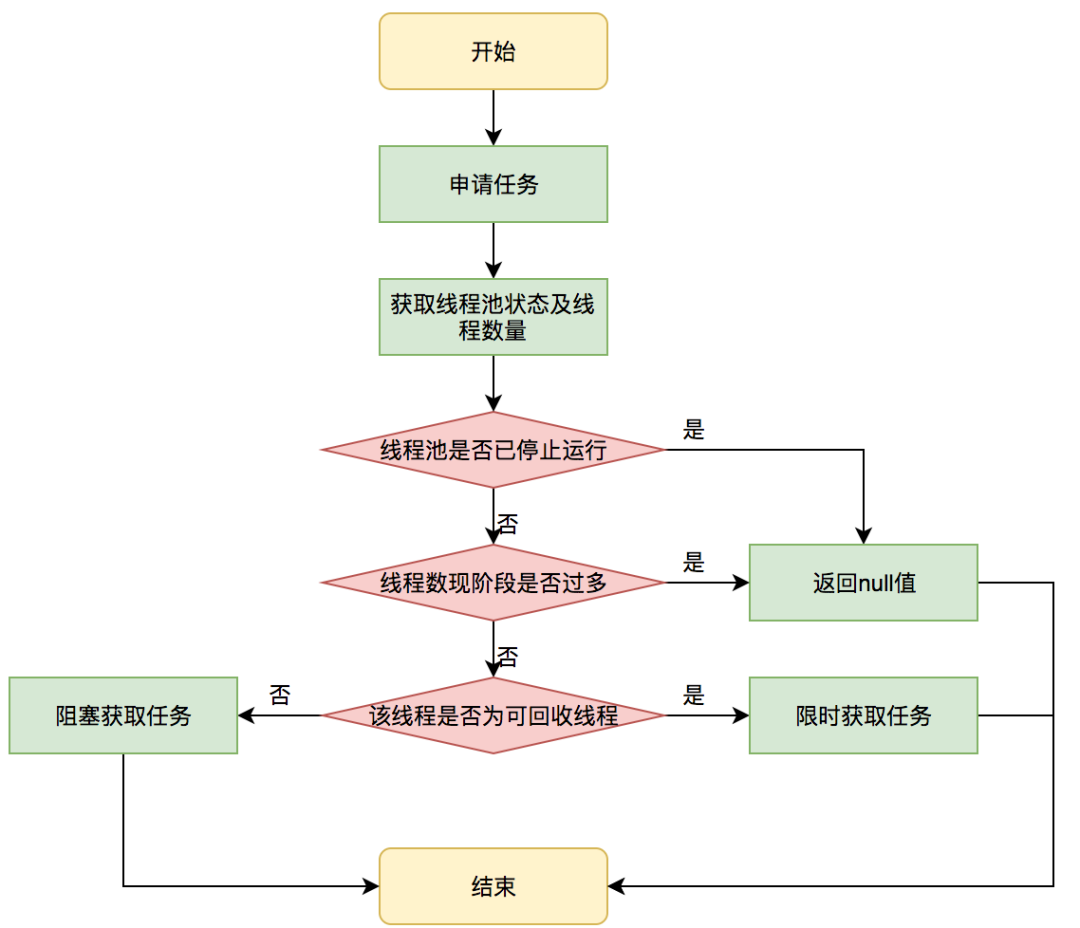 开始
申请任务
获取线程池状态及线
程数量
线程池是否已停止运行
是
否
线程数现阶段是否过多
是
返回null值
否
阻塞获取任务
否
该线程是否为可回收线程
是
限时获取任务
结束